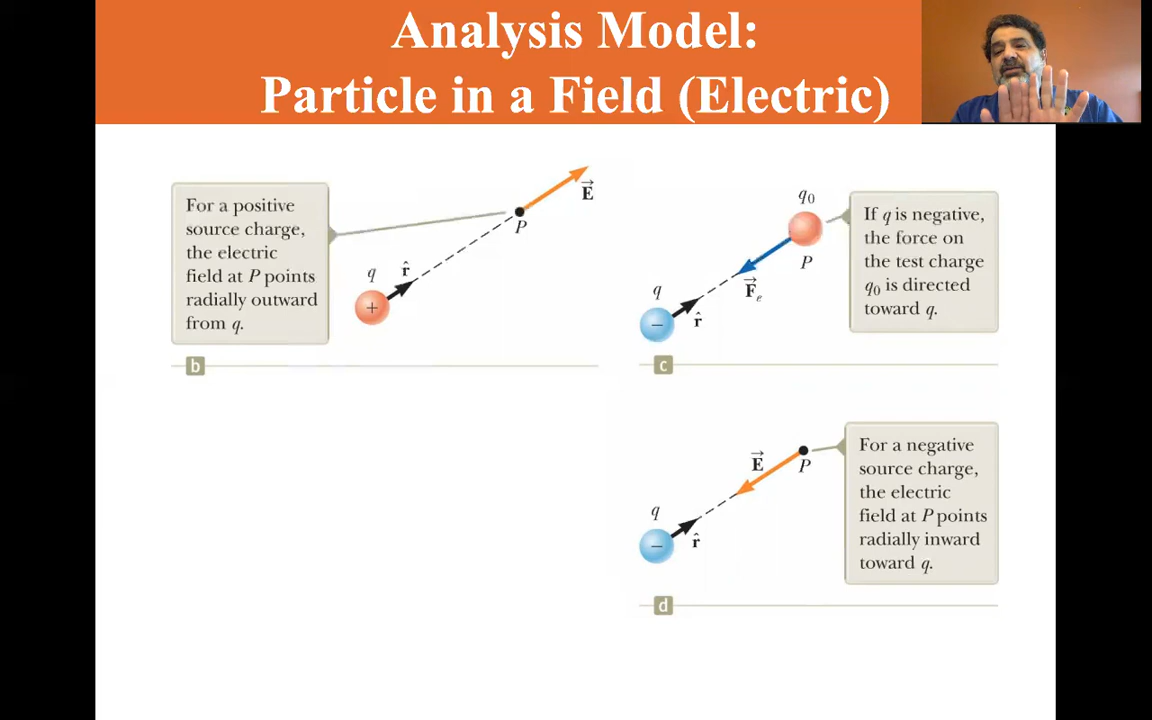 Analysis Model:
Particle in a Field (Electric)
For a positive
source charge,
the electric
field at P points
radially outward
from q.
q
r̂
+
P
E⃗
b
q
−
r̂
F⃗e
q0
P
If q is negative,
the force on
the test charge
q0 is directed
toward q.
c
q
−
r̂
E⃗
P
For a negative
source charge,
the electric
field at P points
radially inward
toward q.
d